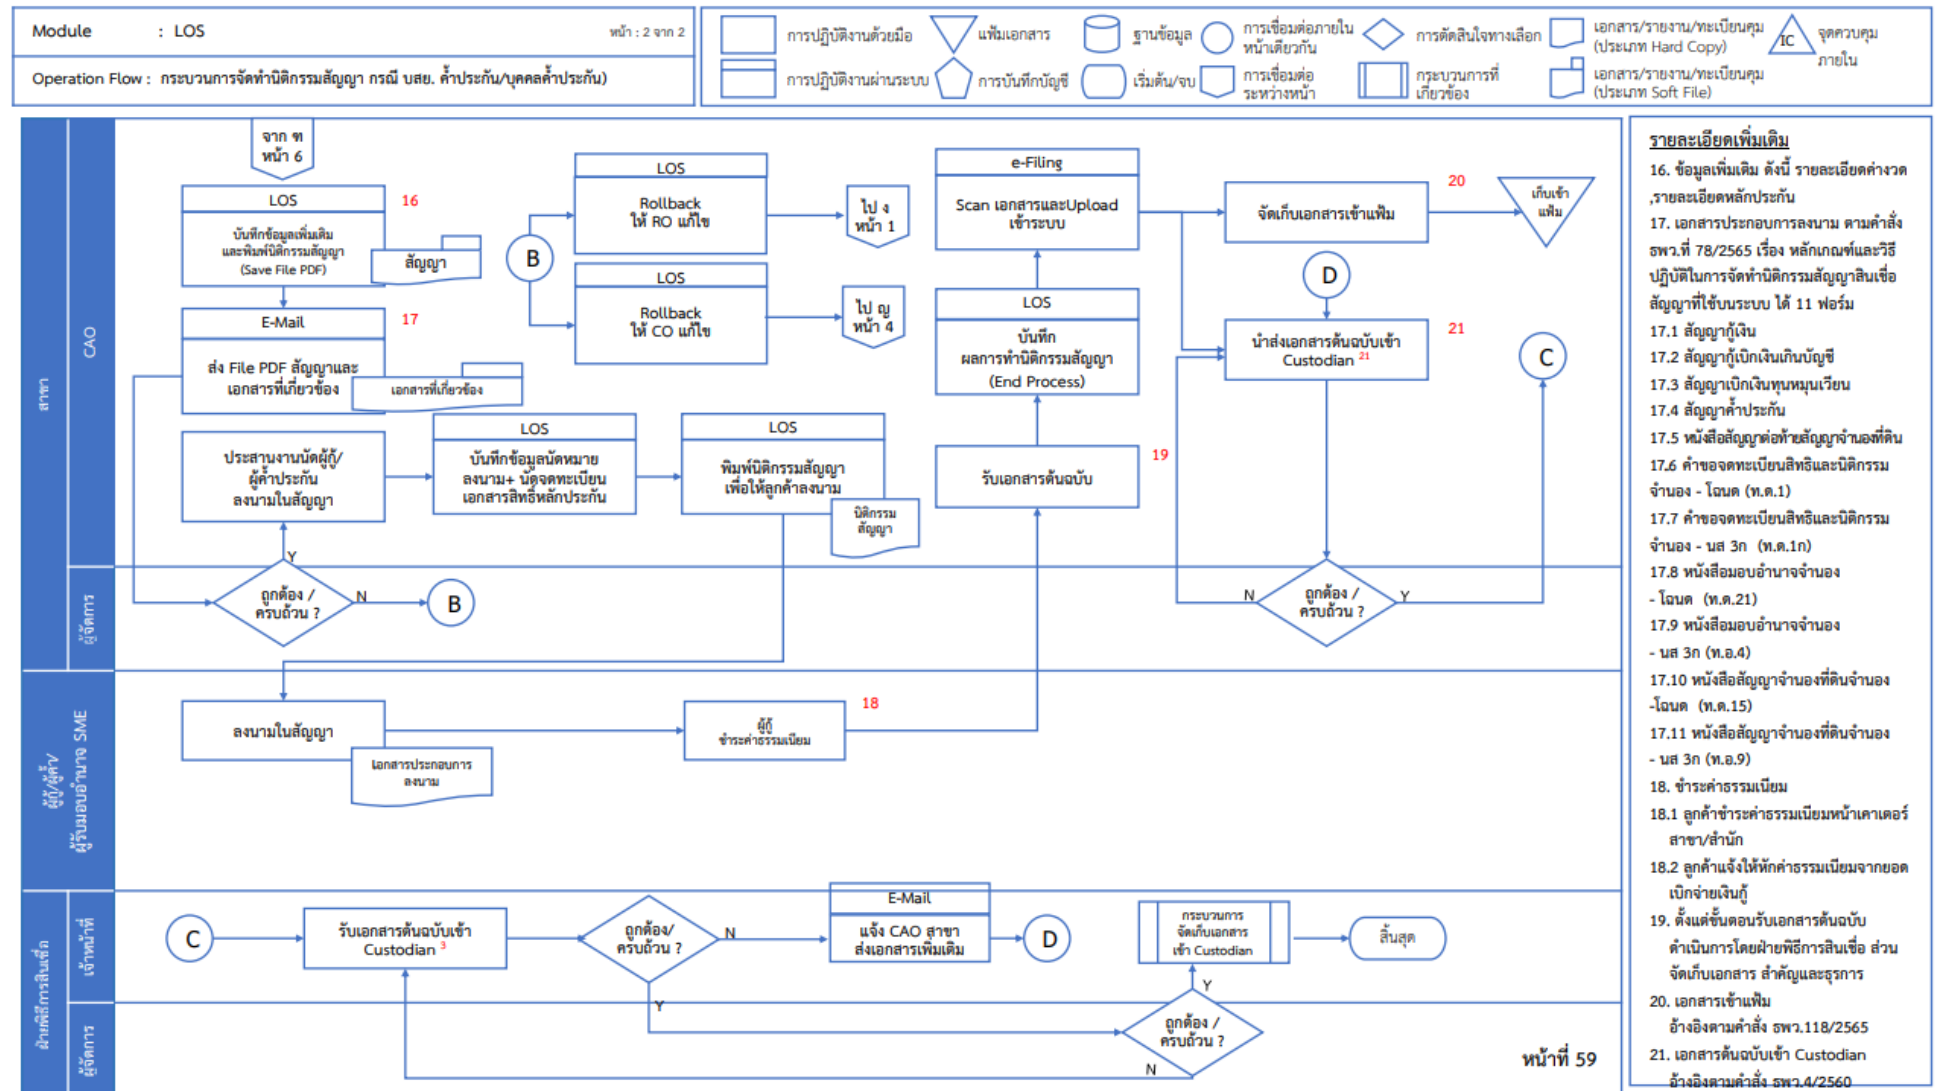 Module : LOS
หน้า : 2 จาก 2
Operation Flow : กระบวนการจัดทำนิติกรรมสัญญา กรณี บสย. ค้ำประกัน/บุคคลค้ำประกัน)
การปฏิบัติงานด้วยมือ
แฟ้มเอกสาร
ฐานข้อมูล
การเชื่อมต่อภายใน
หน้าเดียวกัน
การตัดสินใจทางเลือก
เอกสาร/รายงาน/ทะเบียนคุม
(ประเภท Hard Copy)
IC
จุดควบคุม
ภายใน
การปฏิบัติงานผ่านระบบ
การบันทึกบัญชี
เริ่มต้น/จบ
การเชื่อมต่อ
ระหว่างหน้า
กระบวนการที่
เกี่ยวข้อง
เอกสาร/รายงาน/ทะเบียนคุม
(ประเภท Soft File)
สาขา
CAO
ผู้จัดการ
ผู้กู้/ผู้ค้ำ/
ผู้รับมอบอำนาจ SME
ฝ่ายพิธีการสินเชื่อ
เจ้าหน้าที่
ผู้จัดการ
จาก ฑ
หน้า 6
LOS
16
บันทึกข้อมูลเพิ่มเติม
และพิมพ์นิติกรรมสัญญา
(Save File PDF)
สัญญา
E-Mail
17
ส่ง File PDF สัญญาและ
เอกสารที่เกี่ยวข้อง
เอกสารที่เกี่ยวข้อง
B
LOS
Rollback
ให้ RO แก้ไข
ไป ง
หน้า 1
LOS
Rollback
ให้ CO แก้ไข
ไป ญ
หน้า 4
ประสานงานนัดผู้กู้/
ผู้ค้ำประกัน
ลงนามในสัญญา
LOS
บันทึกข้อมูลนัดหมาย
ลงนาม+ นัดจดทะเบียน
เอกสารสิทธิ์หลักประกัน
LOS
พิมพ์นิติกรรมสัญญา
เพื่อให้ลูกค้าลงนาม
นิติกรรม
สัญญา
Y
ถูกต้อง /
ครบถ้วน ?
N
B
e-Filing
Scan เอกสารและUpload
เข้าระบบ
LOS
บันทึก
ผลการทำนิติกรรมสัญญา
(End Process)
รับเอกสารต้นฉบับ
19
จัดเก็บเอกสารเข้าแฟ้ม
20
เก็บเข้า
แฟ้ม
D
นำส่งเอกสารต้นฉบับเข้า
Custodian 21
21
C
N
ถูกต้อง /
ครบถ้วน ?
Y
ลงนามในสัญญา
เอกสารประกอบการ
ลงนาม
ผู้กู้
ชำระค่าธรรมเนียม
18
C
รับเอกสารต้นฉบับเข้า
Custodian 3
ถูกต้อง/
ครบถ้วน ?
N
Y
E-Mail
แจ้ง CAO สาขา
ส่งเอกสารเพิ่มเติม
D
กระบวนการ
จัดเก็บเอกสาร
เข้า Custodian
สิ้นสุด
Y
ถูกต้อง /
ครบถ้วน ?
N
หน้าที่ 59
รายละเอียดเพิ่มเติม
16. ข้อมูลเพิ่มเติม ดังนี้ รายละเอียดค่างวด
,รายละเอียดหลักประกัน
17. เอกสารประกอบการลงนาม ตามคำสั่ง
ธพว.ที่ 78/2565 เรื่อง หลักเกณฑ์และวิธี
ปฏิบัติในการจัดทำนิติกรรมสัญญาสินเชื่อ
สัญญาที่ใช้บนระบบ ได้ 11 ฟอร์ม
17.1 สัญญากู้เงิน
17.2 สัญญากู้เบิกเงินเกินบัญชี
17.3 สัญญาเบิกเงินทุนหมุนเวียน
17.4 สัญญาค้ำประกัน
17.5 หนังสือสัญญาต่อท้ายสัญญาจำนองที่ดิน
17.6 คำขอจดทะเบียนสิทธิและนิติกรรม
จำนอง - โฉนด (ท.ด.1)
17.7 คำขอจดทะเบียนสิทธิและนิติกรรม
จำนอง - นส 3ก (ท.ด.1ก)
17.8 หนังสือมอบอำนาจจำนอง
- โฉนด (ท.ด.21)
17.9 หนังสือมอบอำนาจจำนอง
- นส 3ก (ท.อ.4)
17.10 หนังสือสัญญาจำนองที่ดินจำนอง
-โฉนด (ท.ด.15)
17.11 หนังสือสัญญาจำนองที่ดินจำนอง
- นส 3ก (ท.อ.9)
18. ชำระค่าธรรมเนียม
18.1 ลูกค้าชำระค่าธรรมเนียมหน้าเคาเตอร์
สาขา/สำนัก
18.2 ลูกค้าแจ้งให้หักค่าธรรมเนียมจากยอด
เบิกจ่ายเงินกู้
19. ตั้งแต่ขั้นตอนรับเอกสารต้นฉบับ
ดำเนินการโดยฝ่ายพิธีการสินเชื่อ ส่วน
จัดเก็บเอกสาร สำคัญและธุรการ
20. เอกสารเข้าแฟ้ม
อ้างอิงตามคำสั่ง ธพว.118/2565
21. เอกสารต้นฉบับเข้า Custodian
อ้างอิงตามคำสั่ง ธพว.4/2560